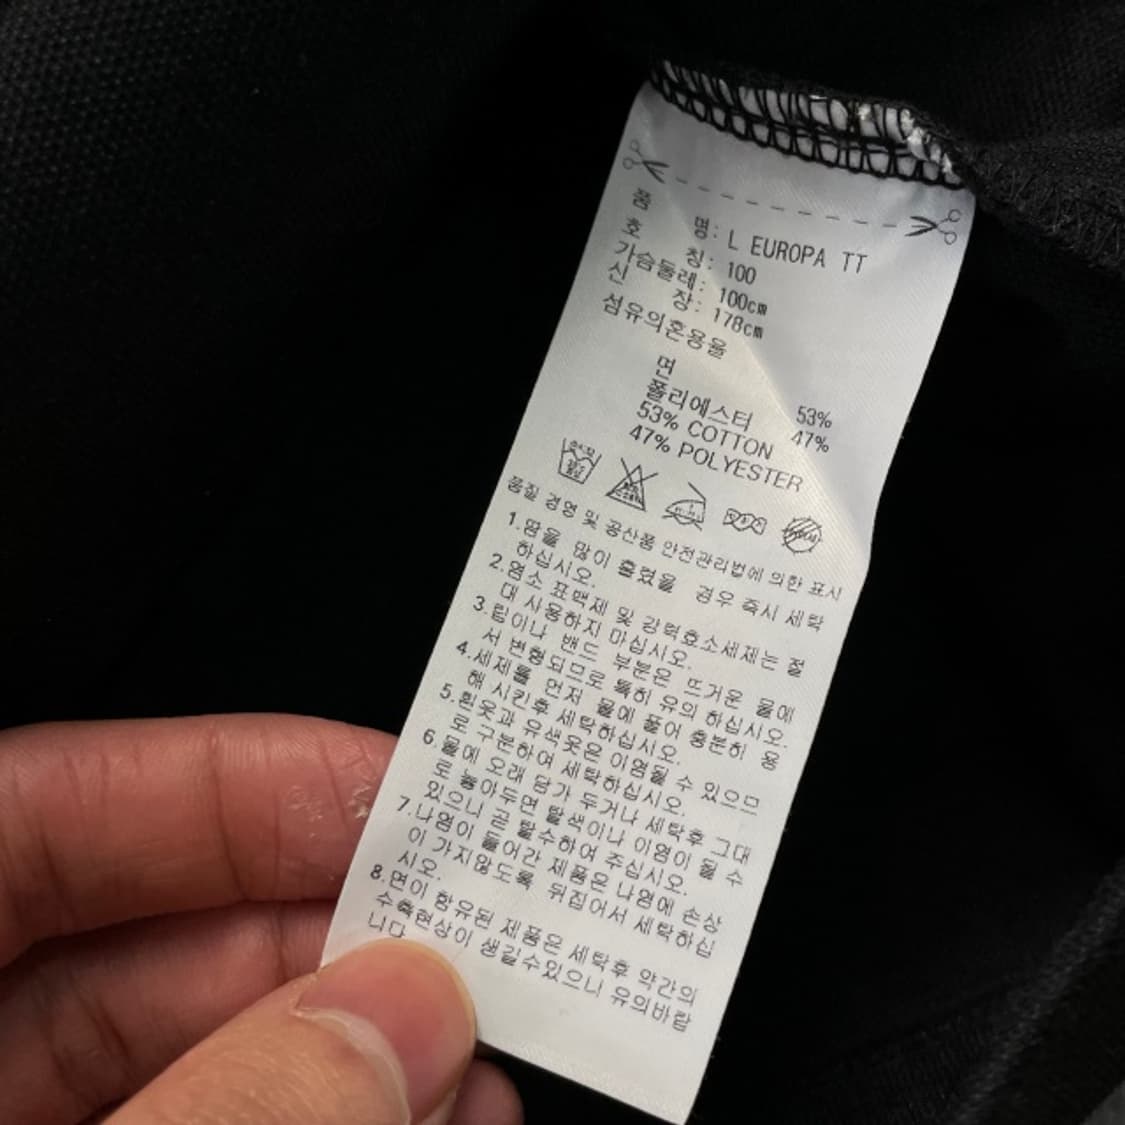 품 명: L EUROPA TT
호 칭: 100
가슴둘레: 100cm
신 장: 178cm
섬유의혼용율
면 53%
폴리에스터 47%
53% COTTON
47% POLYESTER
품질 경영 및 공산품 안전관리법에 의한 표시
1.땀을 많이 흘렸을 경우 즉시 세탁
하십시오.
2.염소 표백제 및 강력효소세제는 절
대 사용하지 마십시오.
3.립이나 밴드 부분은 뜨거운 물에
서 변형되므로 특히 유의 하십시오.
4.세제를 먼저 물에 풀어 충분히 용
해 시킨후 세탁하십시오.
5.흰옷과 유색옷은 이염될 수 있으므
로 구분하여 세탁하십시오.
6.물에 오래 담가 두거나 세탁후 그대
로 놓아두면 탈색이나 이염이 될 수
있으니 곧 탈수하여 주십시오.
7.나염이 들어간 제품은 나염에 손상
이 가지않도록 뒤집어서 세탁하십
시오.
8.면이 함유된 제품은 세탁후 약간의
수축현상이 생길수있으니 유의바랍
니다